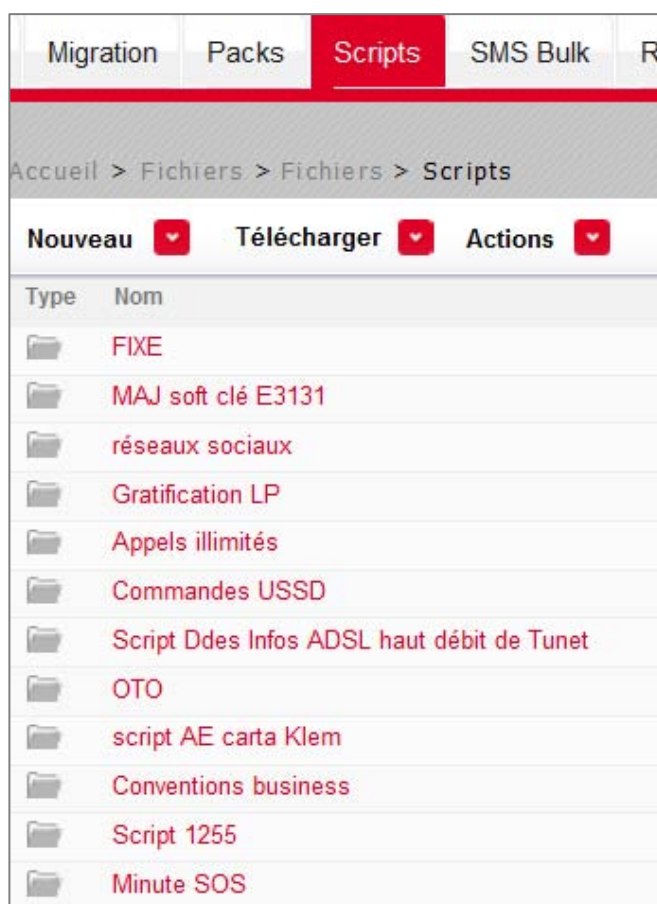 Migration Packs Scripts SMS Bulk R
Accueil > Fichiers > Fichiers > Scripts
Nouveau Télécharger Actions
Type Nom
FIXE
MAJ soft clé E3131
réseaux sociaux
Gratification LP
Appels illimités
Commandes USSD
Script Ddes Infos ADSL haut débit de Tunet
OTO
script AE carta Klem
Conventions business
Script 1255
Minute SOS